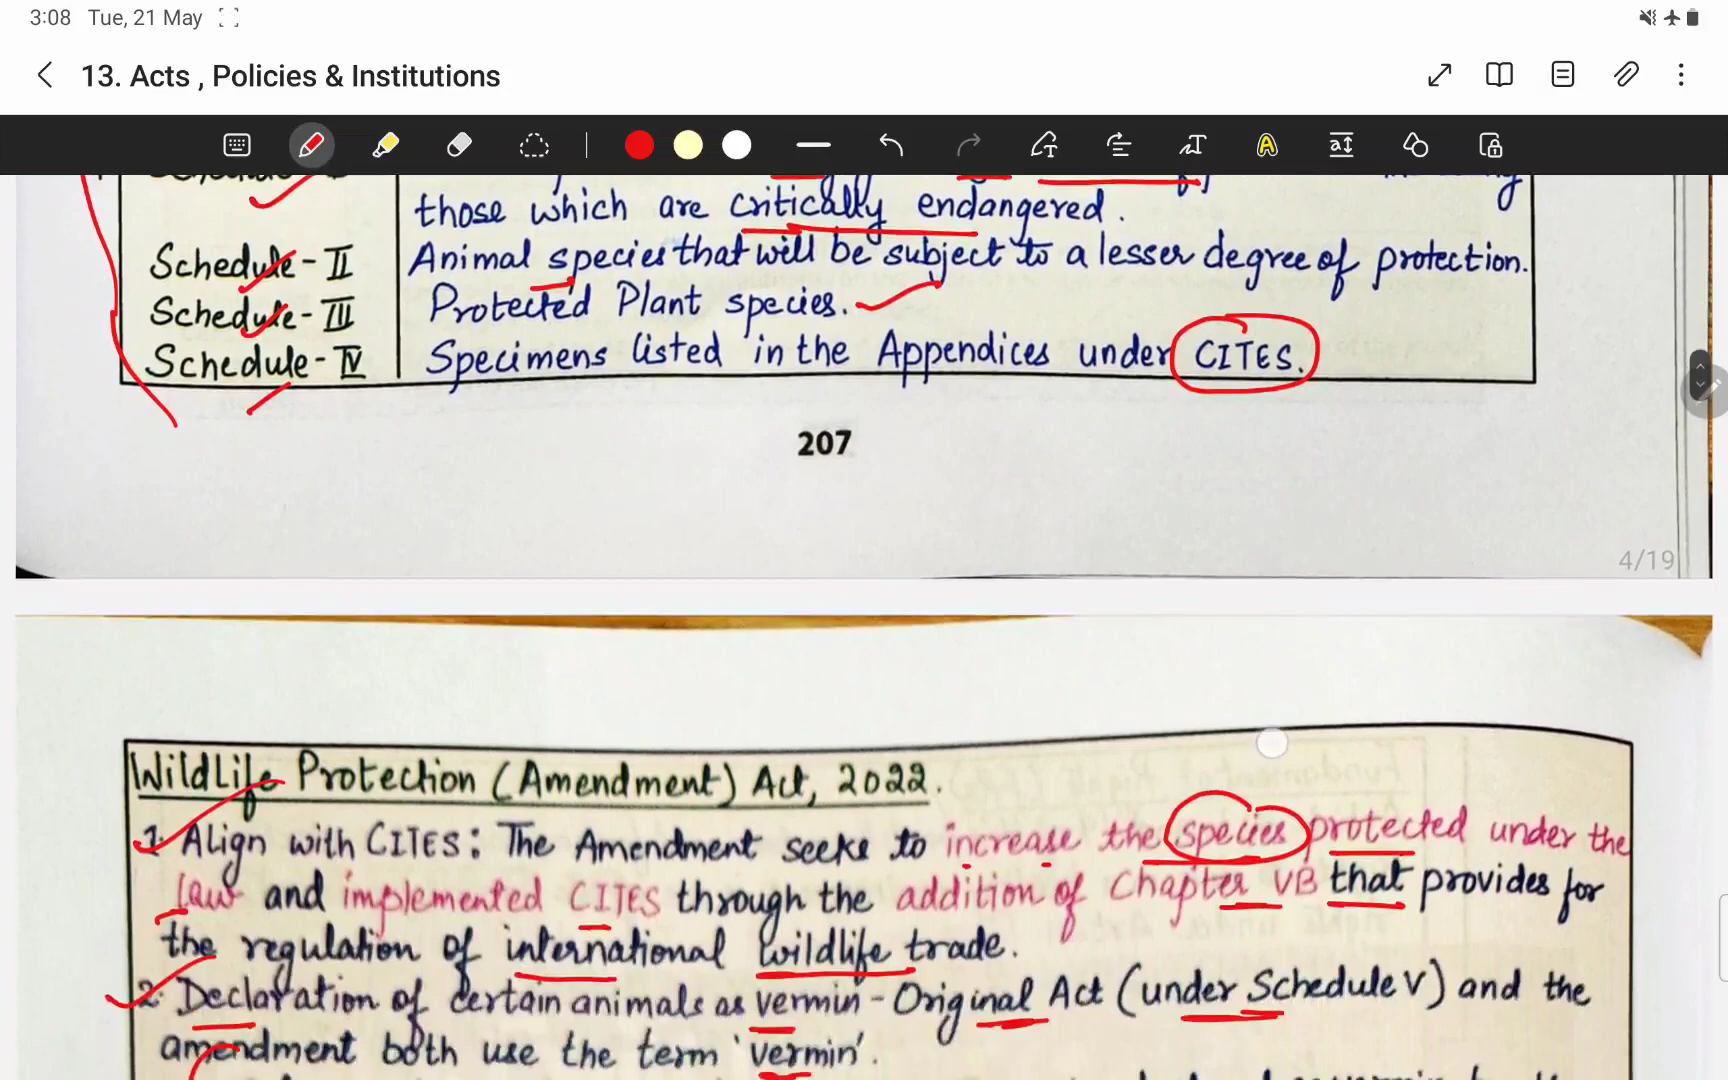 3:08 Tue, 21 May
13. Acts , Policies & Institutions
those which are critically endangered.
Schedule-II Animal species that will be subject to a lesser degree of protection.
Schedule-III Protected Plant species.
Schedule-IV Specimens listed in the Appendices under CITES.
207
4/19
Wildlife Protection (Amendment) Act, 2022.
1. Align with CITES: The Amendment seeks to increase the species protected under the
law and implemented CITES through the addition of Chapter VB that provides for
the regulation of international wildlife trade.
2. Declaration of certain animals as vermin - Original Act (under Schedule V) and the
amendment both use the term 'vermin'.